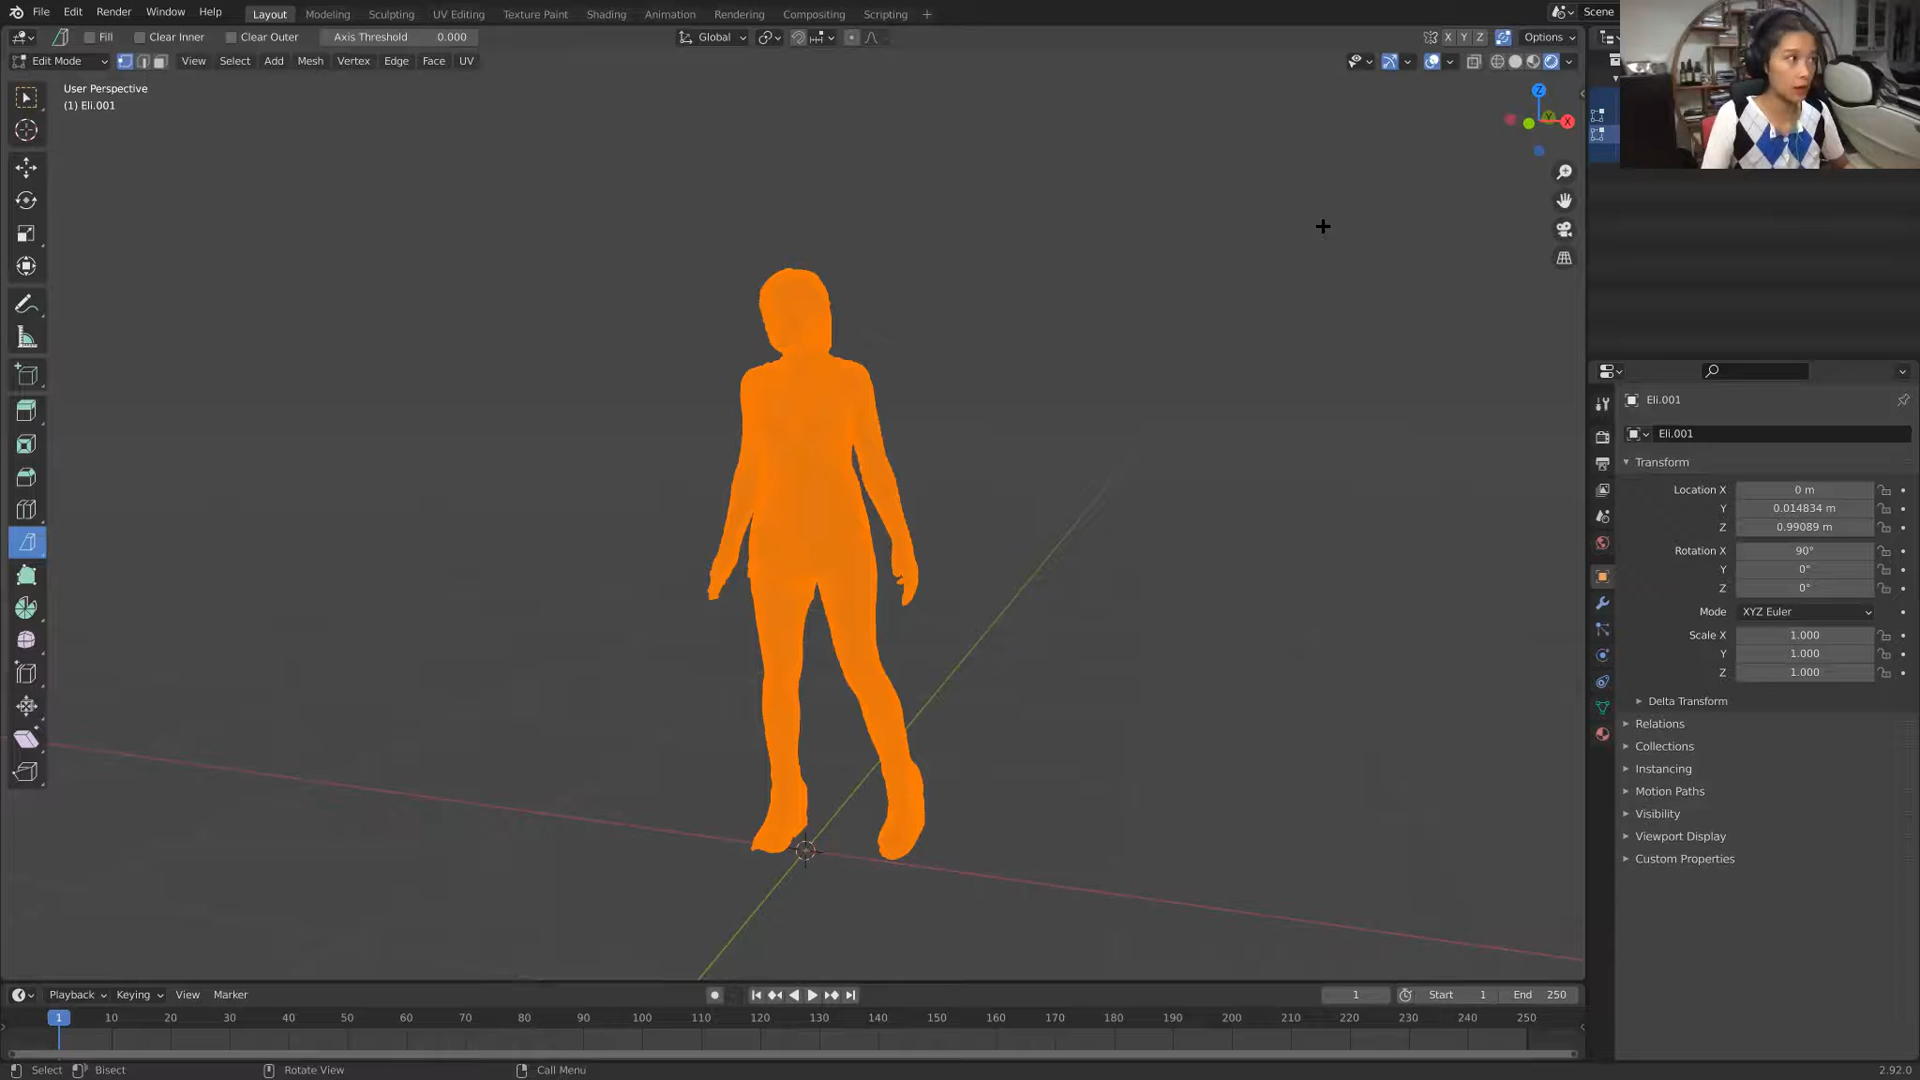 File Edit Render Window Help Layout Modeling Sculpting UV Editing Texture Paint Shading Animation Rendering Compositing Scripting + Scene
Fill Clear Inner Clear Outer Axis Threshold 0.000 Global X Y Z Options
Edit Mode View Select Add Mesh Vertex Edge Face UV
User Perspective
(1) Eli.001
Z
Y
X
Eli.001
Eli.001
Transform
Location X 0 m
Y 0.014834 m
Z 0.99089 m
Rotation X 90°
Y 0°
Z 0°
Mode XYZ Euler
Scale X 1.000
Y 1.000
Z 1.000
Delta Transform
Relations
Collections
Instancing
Motion Paths
Visibility
Viewport Display
Custom Properties
Playback Keying View Marker 1 Start 1 End 250
1 10 20 30 40 50 60 70 80 90 100 110 120 130 140 150 160 170 180 190 200 210 220 230 240 250
Select Bisect Rotate View Call Menu 2.92.0